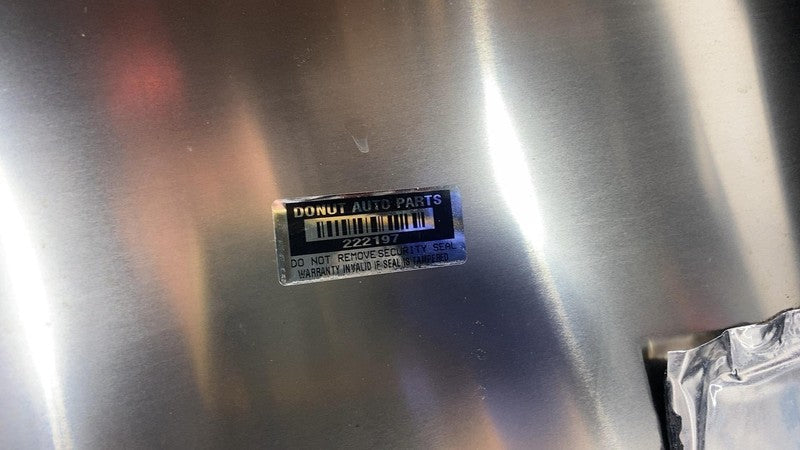 DONUT AUTO PARTS
222197
DO NOT REMOVE SECURITY SEAL
WARRANTY INVALID IF SEAL IS TAMPERED